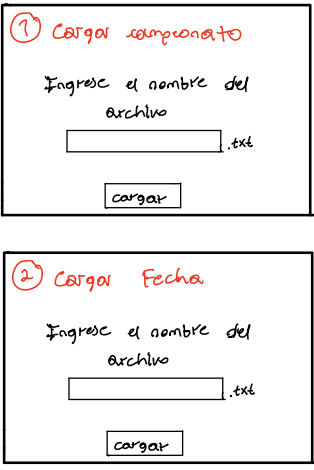 1 Cargar campeonato
Ingrese el nombre del
archivo
.txt
cargar
2 Cargar Fecha
Ingrese el nombre del
archivo
.txt
cargar